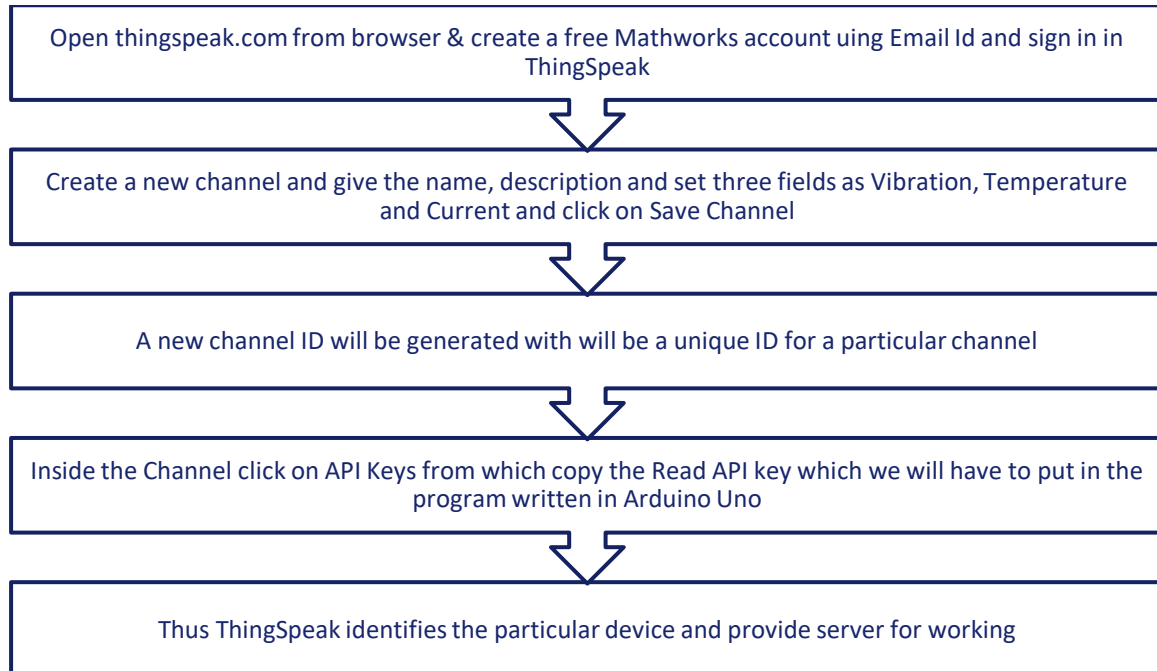 Open thingspeak.com from browser & create a free Mathworks account uing Email Id and sign in in
ThingSpeak
Create a new channel and give the name, description and set three fields as Vibration, Temperature
and Current and click on Save Channel
A new channel ID will be generated with will be a unique ID for a particular channel
Inside the Channel click on API Keys from which copy the Read API key which we will have to put in the
program written in Arduino Uno
Thus ThingSpeak identifies the particular device and provide server for working